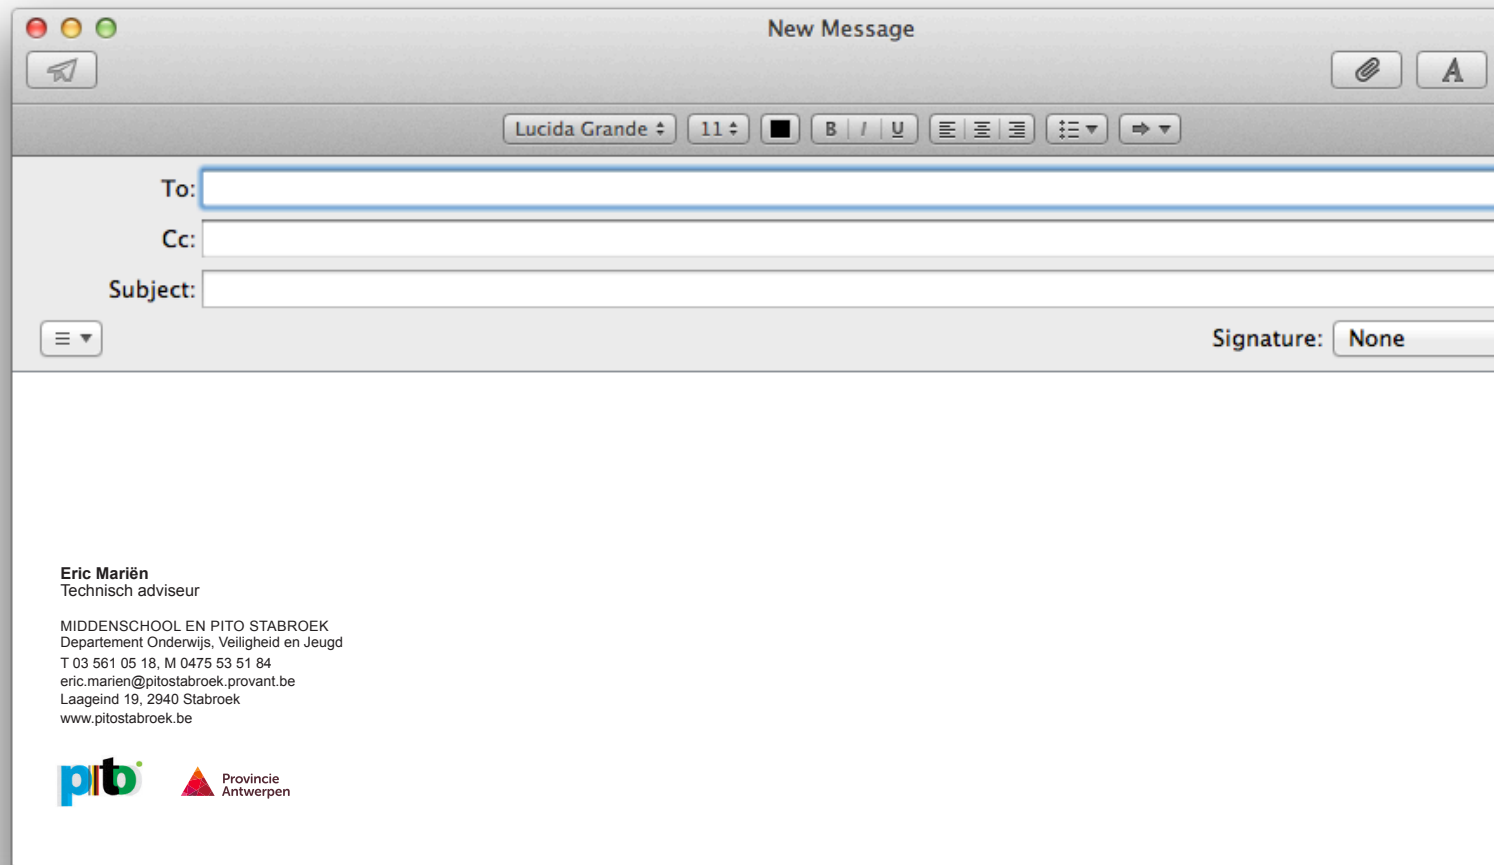 New Message
Lucida Grande 11 B I U
To:
Cc:
Subject:
Signature: None
Eric Mariën
Technisch adviseur
MIDDENSCHOOL EN PITO STABROEK
Departement Onderwijs, Veiligheid en Jeugd
T 03 561 05 18, M 0475 53 51 84
eric.marien@pitostabroek.provant.be
Laageind 19, 2940 Stabroek
www.pitostabroek.be
pito
Provincie
Antwerpen